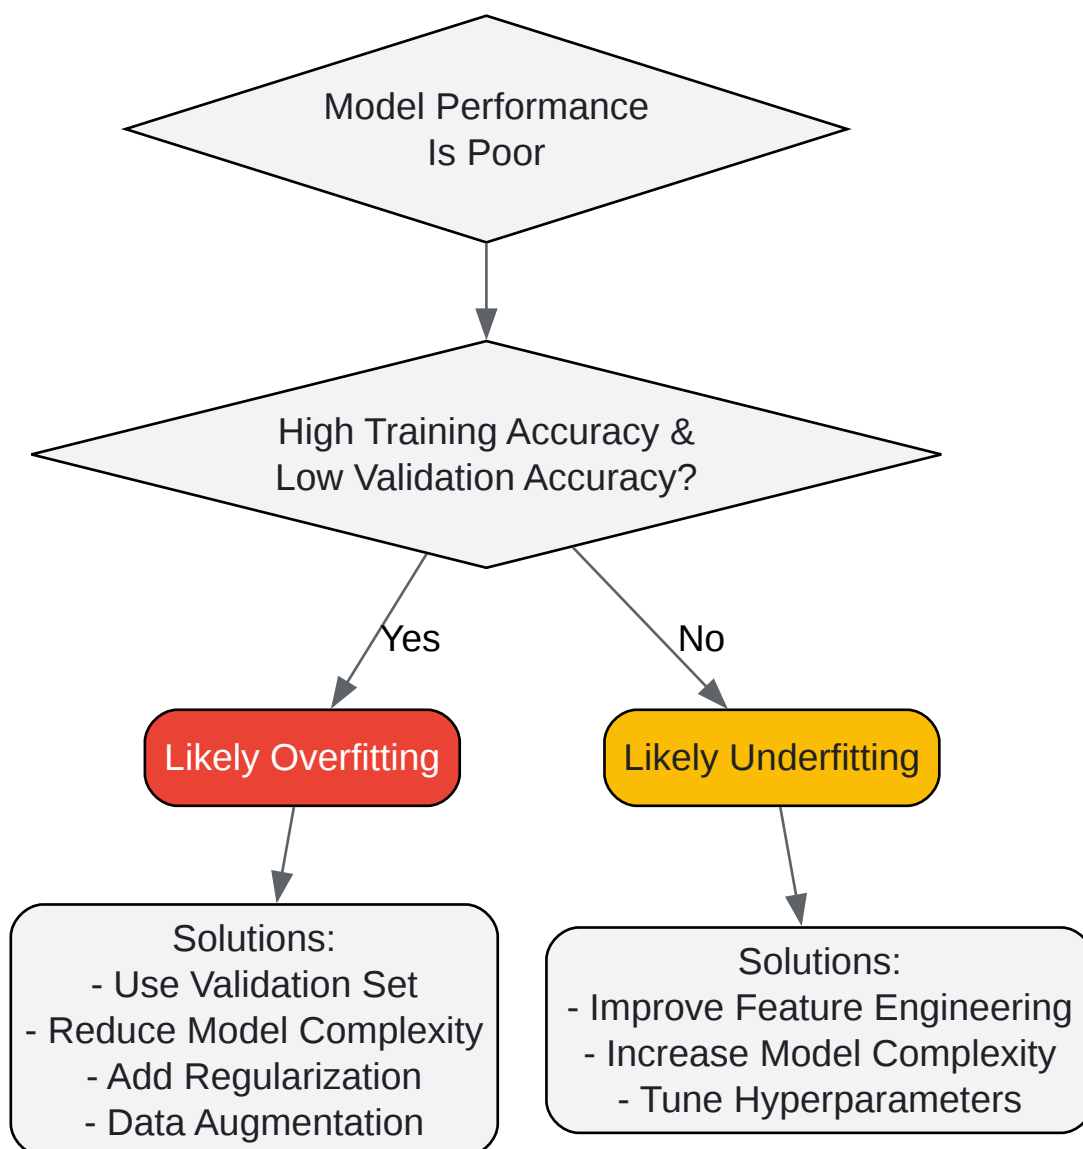 Model Performance
Is Poor
High Training Accuracy &
Low Validation Accuracy?
Yes
No
Likely Overfitting
Likely Underfitting
Solutions:
- Use Validation Set
- Reduce Model Complexity
- Add Regularization
- Data Augmentation
Solutions:
- Improve Feature Engineering
- Increase Model Complexity
- Tune Hyperparameters